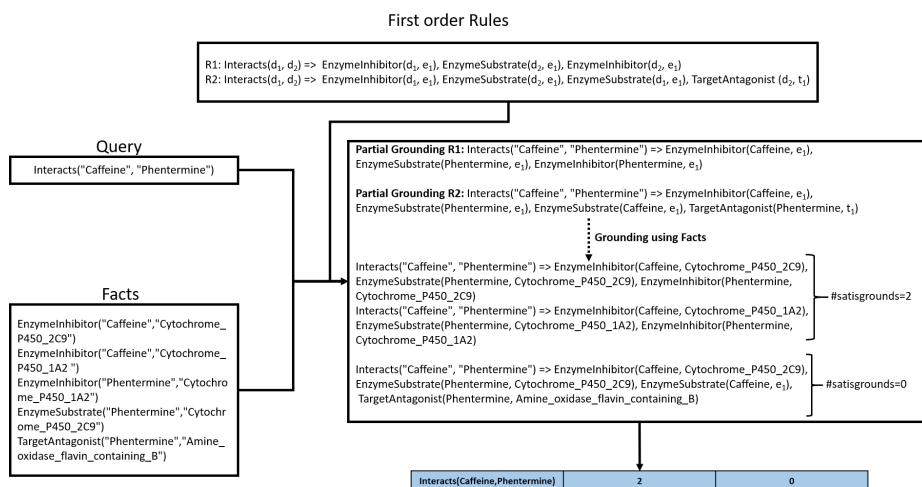 First order Rules
R1: Interacts(d1, d2) => EnzymeInhibitor(d1, e1), EnzymeSubstrate(d2, e1), EnzymeInhibitor(d2, e1)
R2: Interacts(d1, d2) => EnzymeInhibitor(d1, e1), EnzymeSubstrate(d2, e1), EnzymeSubstrate(d1, e1), TargetAntagonist (d2, t1)
Query
Interacts("Caffeine", "Phentermine")
Facts
EnzymeInhibitor("Caffeine","Cytochrome_
P450_2C9")
EnzymeInhibitor("Caffeine","Cytochrome_
P450_1A2 ")
EnzymeInhibitor("Phentermine","Cytochro
me_P450_1A2")
EnzymeSubstrate("Phentermine","Cytochr
ome_P450_2C9")
TargetAntagonist("Phentermine","Amine_
oxidase_flavin_containing_B")
Partial Grounding R1: Interacts("Caffeine", "Phentermine") => EnzymeInhibitor(Caffeine, e1),
EnzymeSubstrate(Phentermine, e1), EnzymeInhibitor(Phentermine, e1)
Partial Grounding R2: Interacts("Caffeine", "Phentermine") => EnzymeInhibitor(Caffeine, e1),
EnzymeSubstrate(Phentermine, e1), EnzymeSubstrate(Caffeine, e1), TargetAntagonist(Phentermine, t1)
Grounding using Facts
Interacts("Caffeine", "Phentermine") => EnzymeInhibitor(Caffeine, Cytochrome_P450_2C9),
EnzymeSubstrate(Phentermine, Cytochrome_P450_2C9), EnzymeInhibitor(Phentermine,
Cytochrome_P450_2C9)
Interacts("Caffeine", "Phentermine") => EnzymeInhibitor(Caffeine, Cytochrome_P450_1A2),
EnzymeSubstrate(Phentermine, Cytochrome_P450_1A2), EnzymeInhibitor(Phentermine,
Cytochrome_P450_1A2)
#satisgrounds=2
Interacts("Caffeine", "Phentermine") => EnzymeInhibitor(Caffeine, Cytochrome_P450_2C9),
EnzymeSubstrate(Phentermine, Cytochrome_P450_2C9), EnzymeSubstrate(Caffeine, e1),
TargetAntagonist(Phentermine, Amine_oxidase_flavin_containing_B)
#satisgrounds=0
Interacts(Caffeine,Phentermine) 2 0